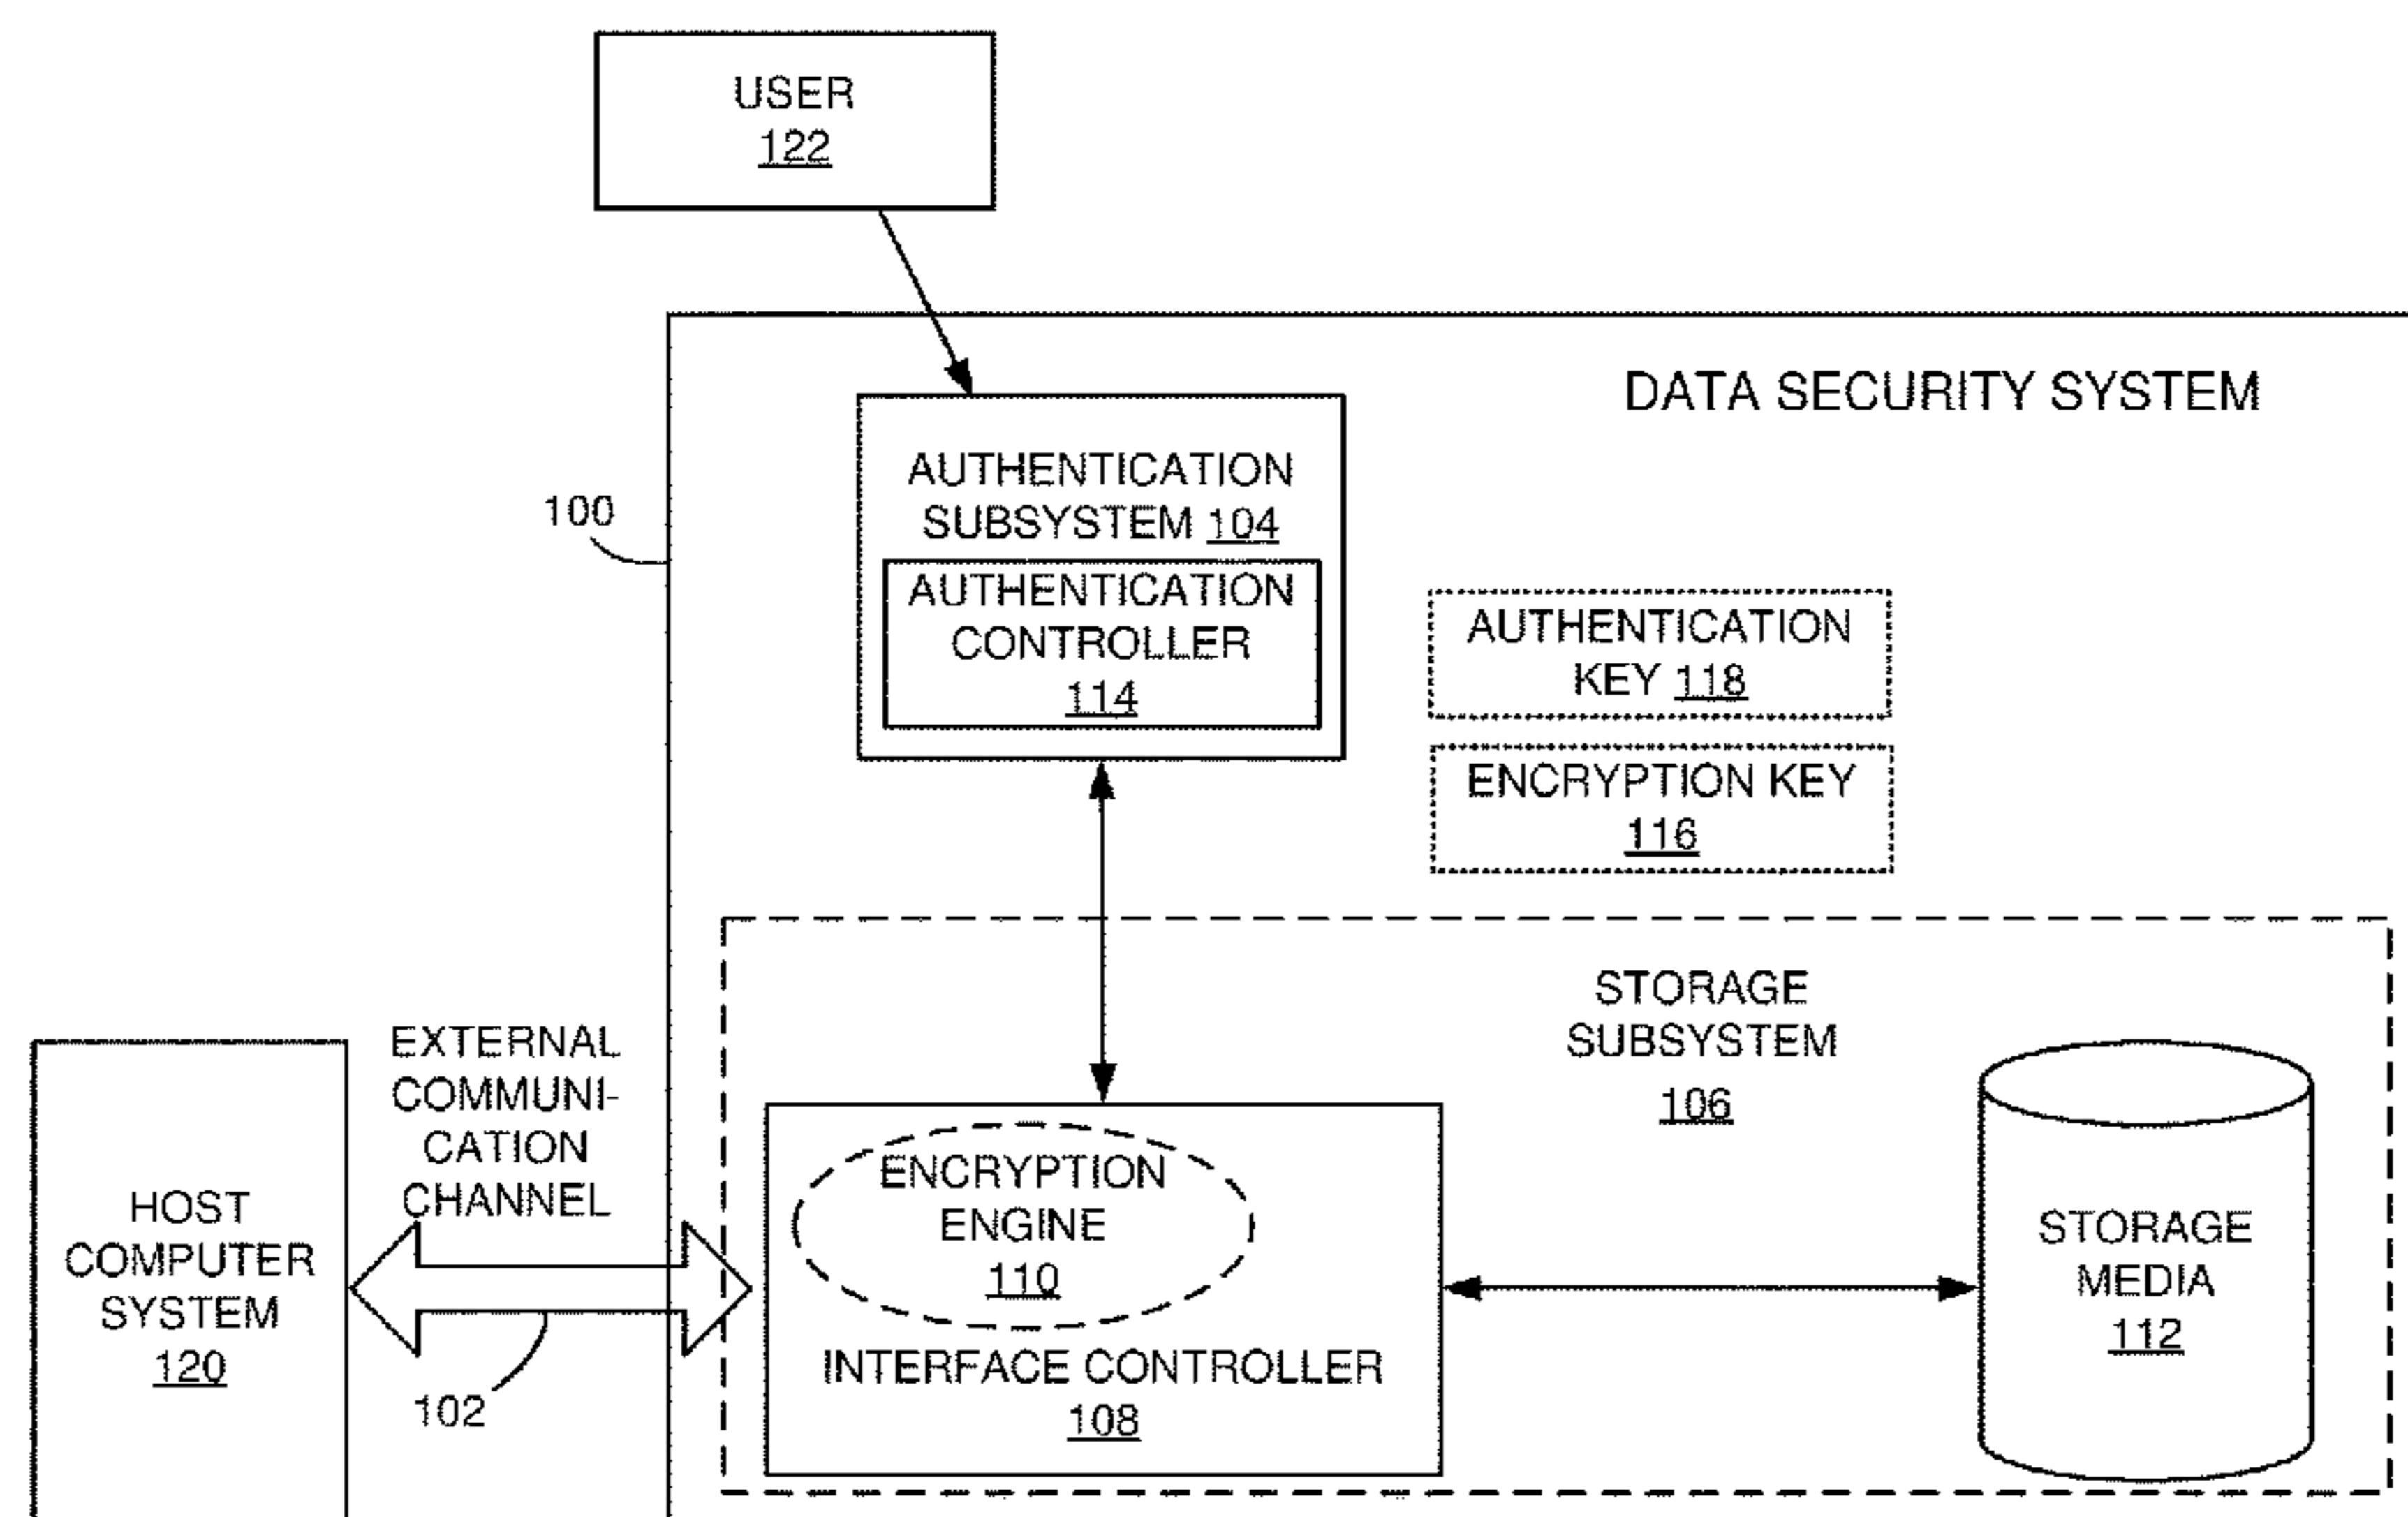 USER
122
DATA SECURITY SYSTEM
100
AUTHENTICATION
SUBSYSTEM 104
AUTHENTICATION
CONTROLLER
114
AUTHENTICATION
KEY 118
ENCRYPTION KEY
116
STORAGE
SUBSYSTEM
106
EXTERNAL
COMMUNI-
CATION
CHANNEL
HOST
COMPUTER
SYSTEM
120
102
ENCRYPTION
ENGINE
110
INTERFACE CONTROLLER
108
STORAGE
MEDIA
112